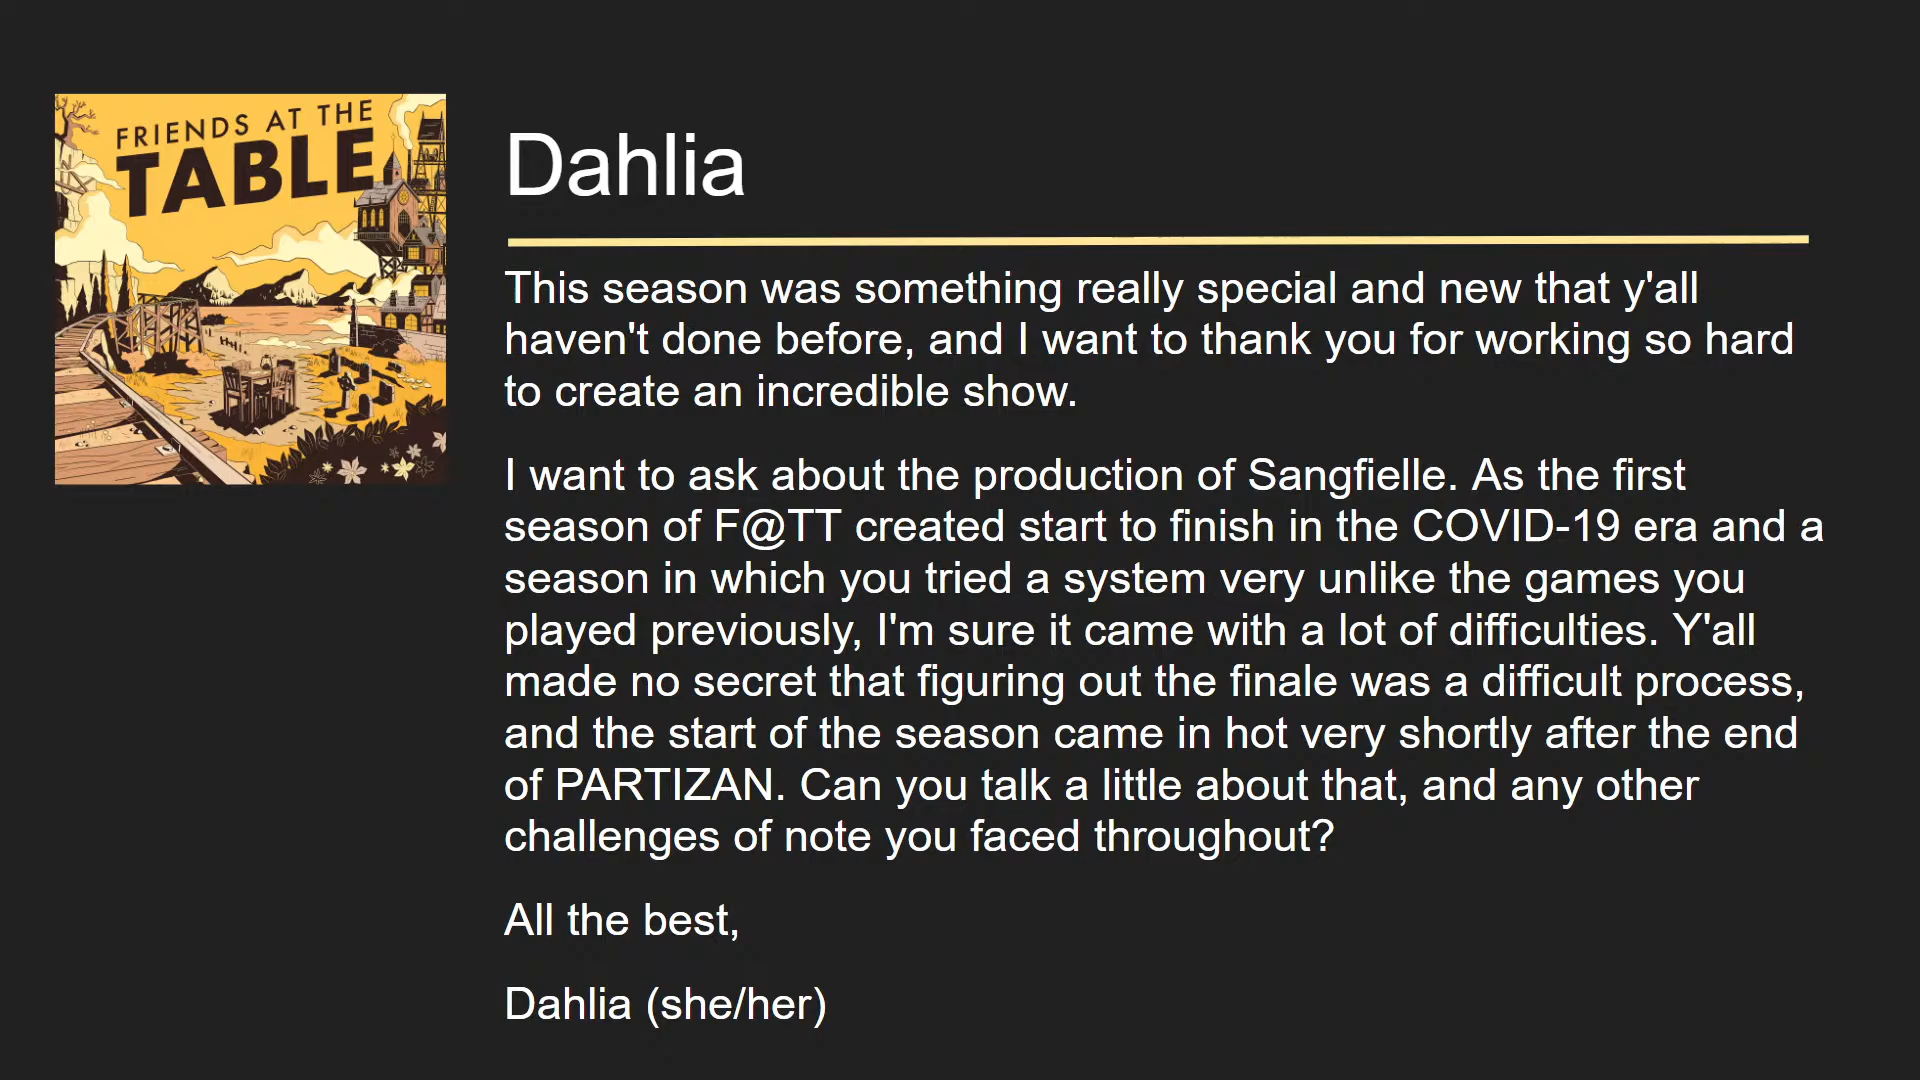 FRIENDS AT THE
TABLE
Dahlia
This season was something really special and new that y'all
haven't done before, and I want to thank you for working so hard
to create an incredible show.
I want to ask about the production of Sangfielle. As the first
season of F@TT created start to finish in the COVID-19 era and a
season in which you tried a system very unlike the games you
played previously, I'm sure it came with a lot of difficulties. Y'all
made no secret that figuring out the finale was a difficult process,
and the start of the season came in hot very shortly after the end
of PARTIZAN. Can you talk a little about that, and any other
challenges of note you faced throughout?
All the best,
Dahlia (she/her)